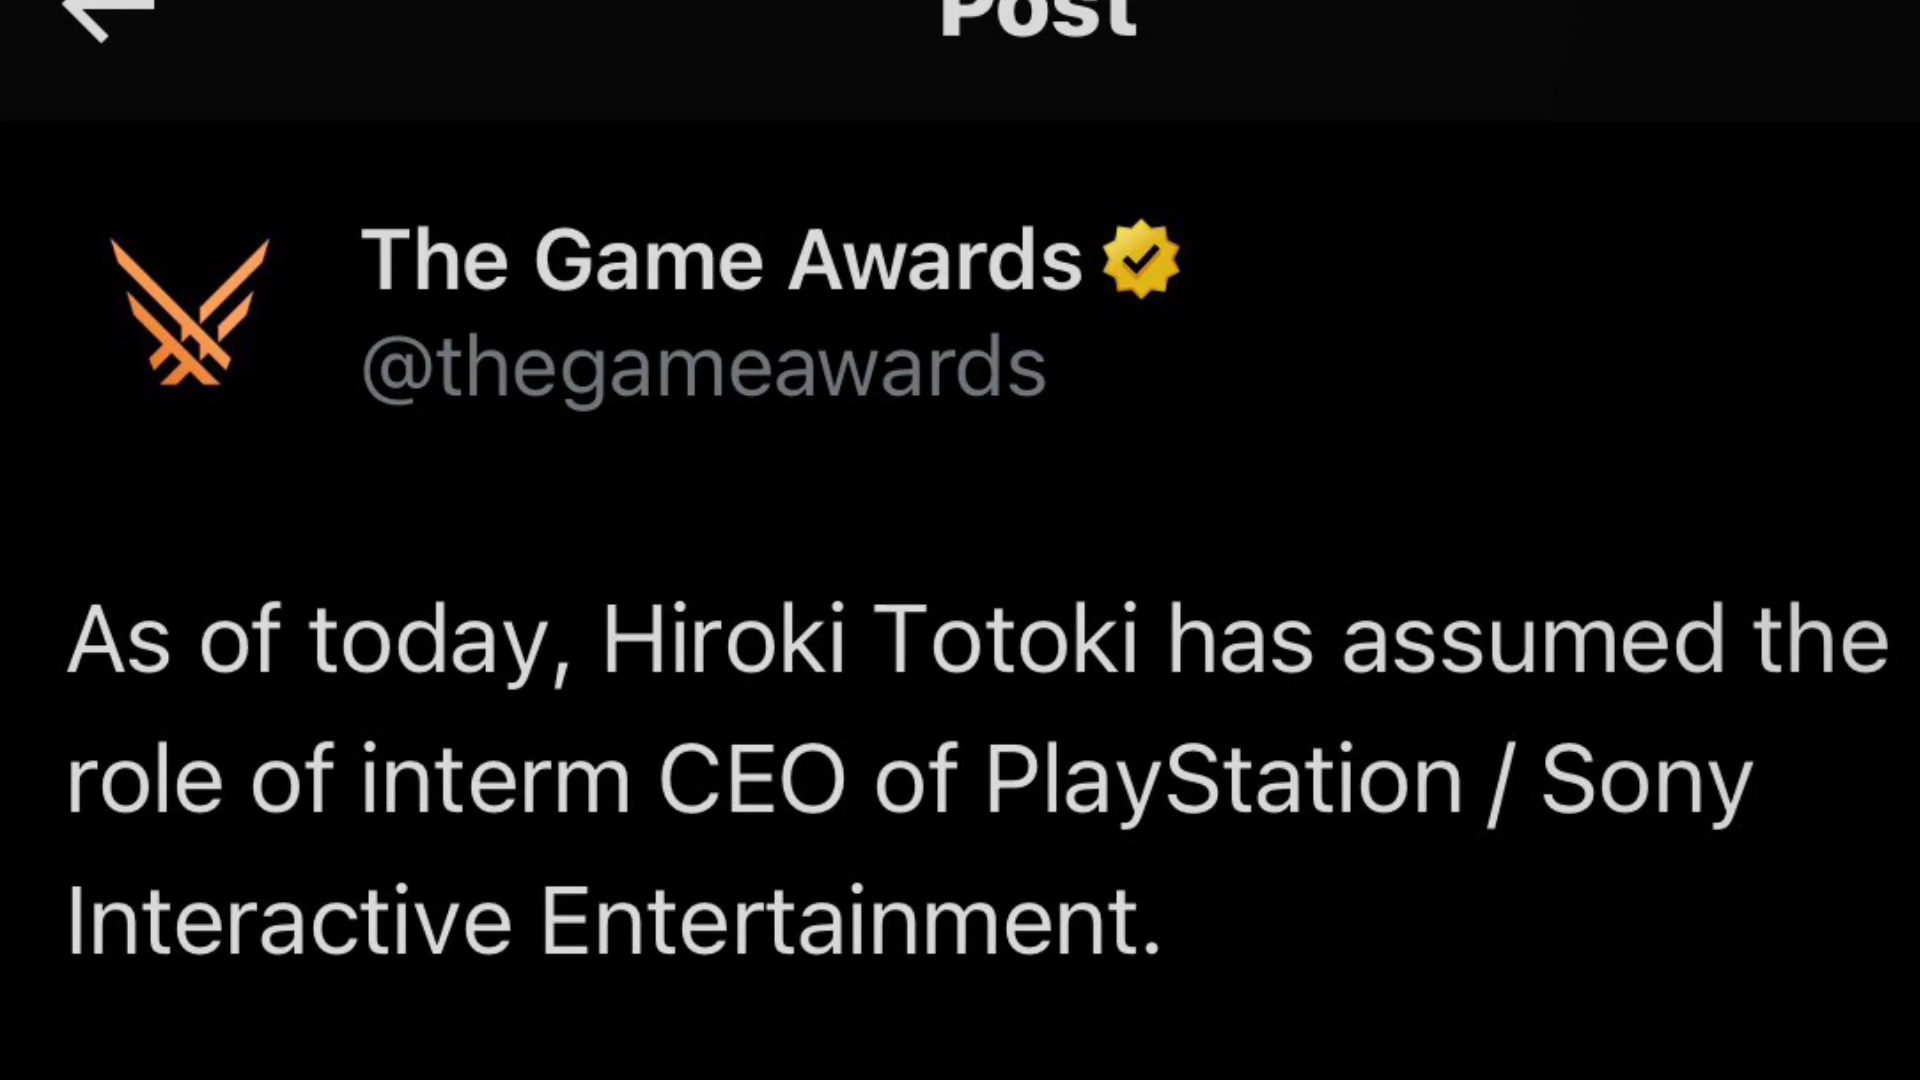 Post
The Game Awards
@thegameawards
As of today, Hiroki Totoki has assumed the
role of interm CEO of PlayStation / Sony
Interactive Entertainment.